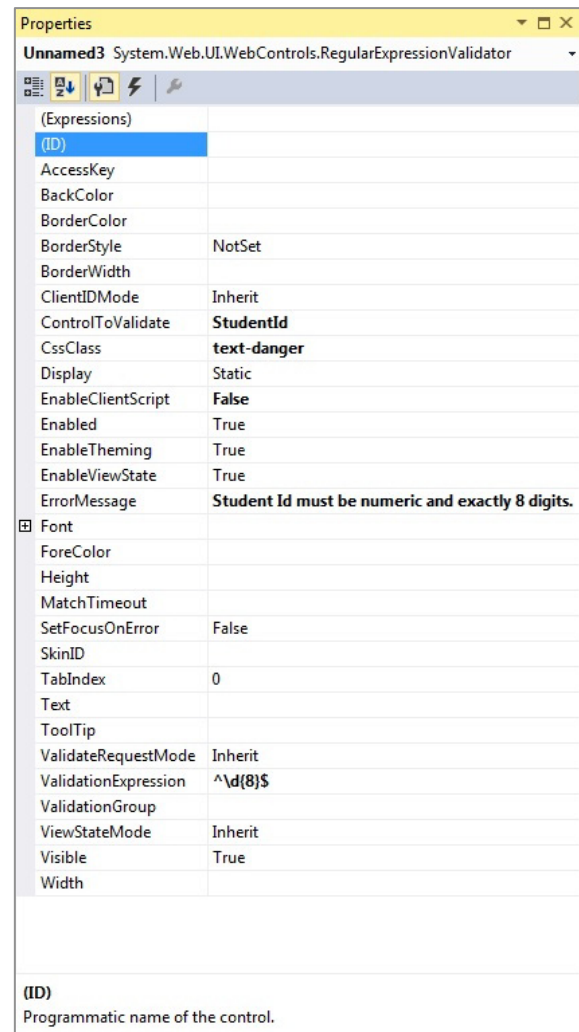 Properties
Unnamed3 System.Web.UI.WebControls.RegularExpressionValidator
(Expressions)
(ID)
AccessKey
BackColor
BorderColor
BorderStyle NotSet
BorderWidth
ClientIDMode Inherit
ControlToValidate StudentId
CssClass text-danger
Display Static
EnableClientScript False
Enabled True
EnableTheming True
EnableViewState True
ErrorMessage Student Id must be numeric and exactly 8 digits.
Font
ForeColor
Height
MatchTimeout
SetFocusOnError False
SkinID
TabIndex 0
Text
ToolTip
ValidateRequestMode Inherit
ValidationExpression ^\d{8}$
ValidationGroup
ViewStateMode Inherit
Visible True
Width
(ID)
Programmatic name of the control.